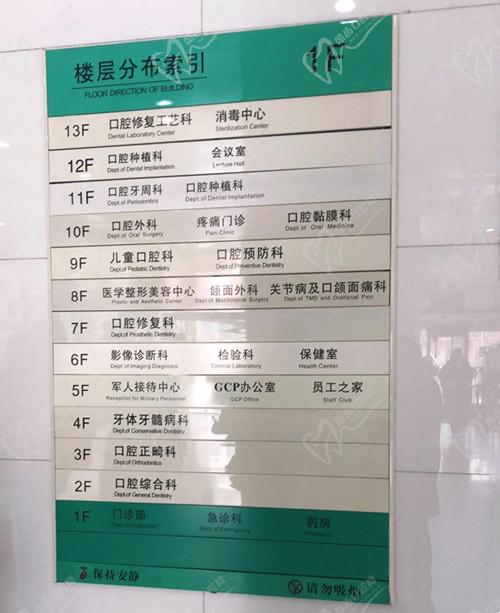 楼层分布索引 1F
FLOOR DIRECTION OF BUILDING
13F 口腔修复工艺科 消毒中心
Dental Laboratory Center Sterilization Center
12F 口腔种植科 会议室
Dept.of Dental Implantation Lecture Hall
11F 口腔牙周科 口腔种植科
Dept.of Periodontics Dept.of Dental Implantation
10F 口腔外科 疼痛门诊 口腔黏膜科
Dept.of Oral Surgery Pain Clinic Dept.of Oral Medinine
9F 儿童口腔科 口腔预防科
Dept.of Pediatric Dentistry Dept.of Preventive Dentistry
8F 医学整形美容中心 颌面外科 关节病及口颌面痛科
Plastic and Aesthetic Center Dept.of Maxillofacial Surgery Dept.of TMD and Orofacial Pain
7F 口腔修复科
Dept.of Prosthetic Dentistry
6F 影像诊断科 检验科 保健室
Dept.of Imaging Diagnosis Clinical Laboratory Health Center
5F 军人接待中心 GCP办公室 员工之家
Reception for Military Personnel GCP Office Staff Club
4F 牙体牙髓病科
Dept.of Conservative Dentistry
3F 口腔正畸科
Dept.of Orthodontics
2F 口腔综合科
Dept.of General Dentistry
1F 门诊部 急诊科 药房
Dept.of Outpatient Dept.of Emergency Pharmacy
保持安静 请勿吸烟